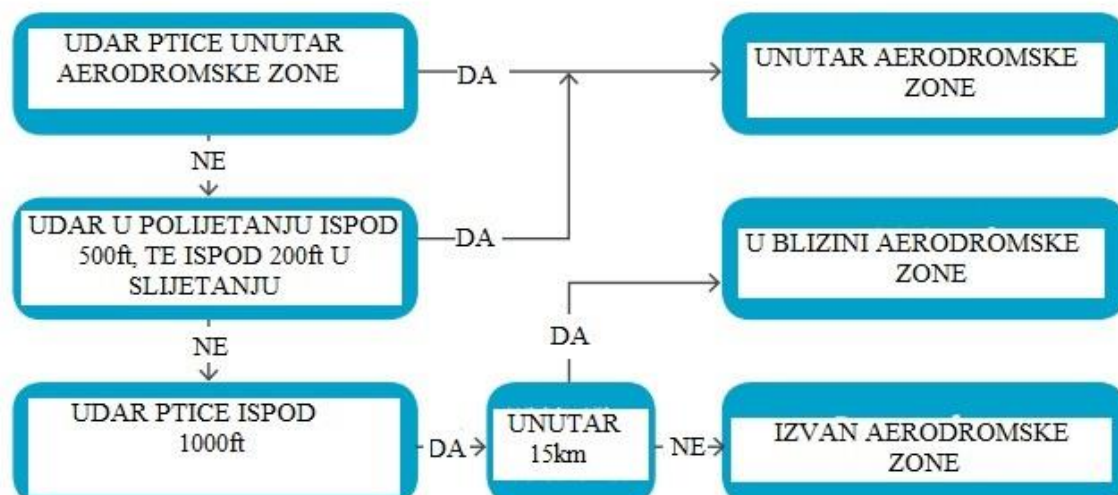 UDAR PTICE UNUTAR
AERODROMSKE ZONE
DA
UNUTAR AERODROMSKE
ZONE
NE
UDAR U POLIJETANJU ISPOD
500ft, TE ISPOD 200ft U
SLIJETANJU
DA
U BLIZINI AERODROMSKE
ZONE
NE
DA
UDAR PTICE ISPOD
1000ft
DA
UNUTAR
15km
NE
IZVAN AERODROMSKE
ZONE